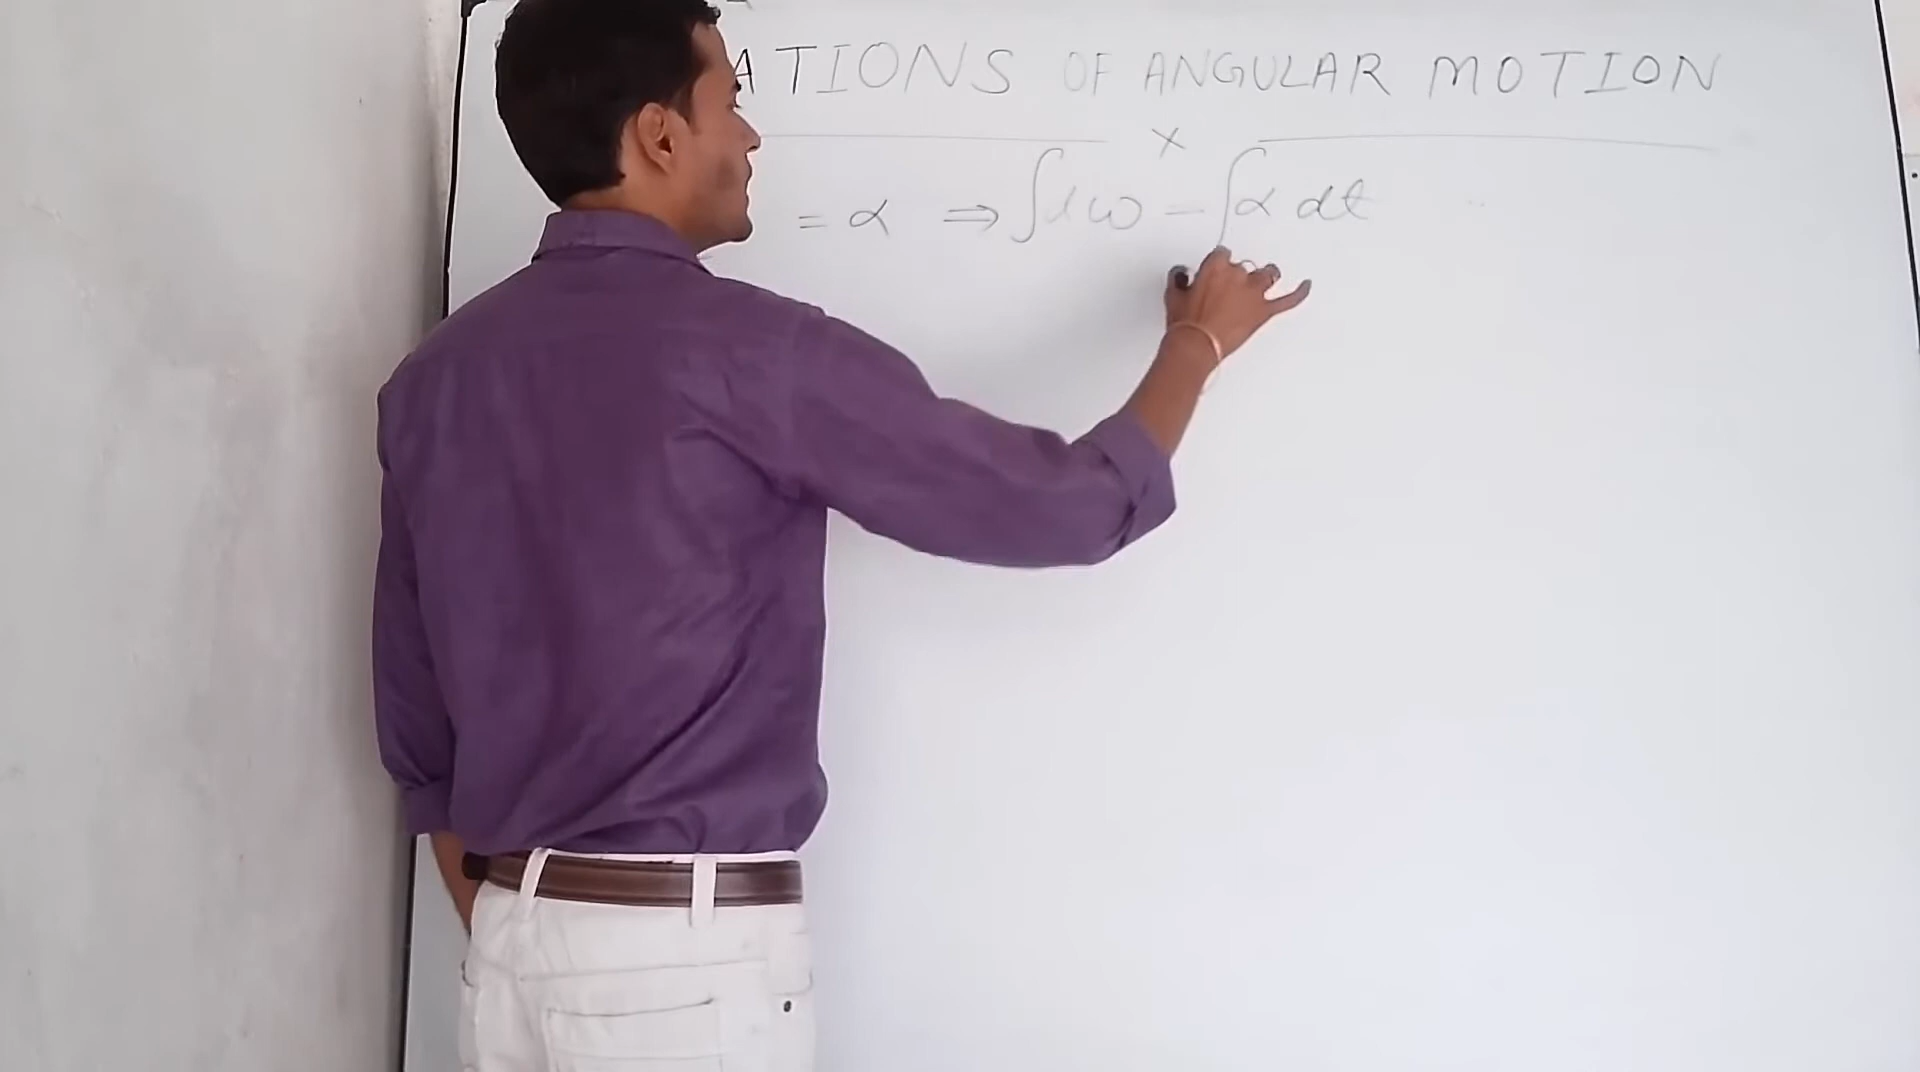 ATIONS OF ANGULAR MOTION
×
= α ⇒ ∫dω = ∫α dt